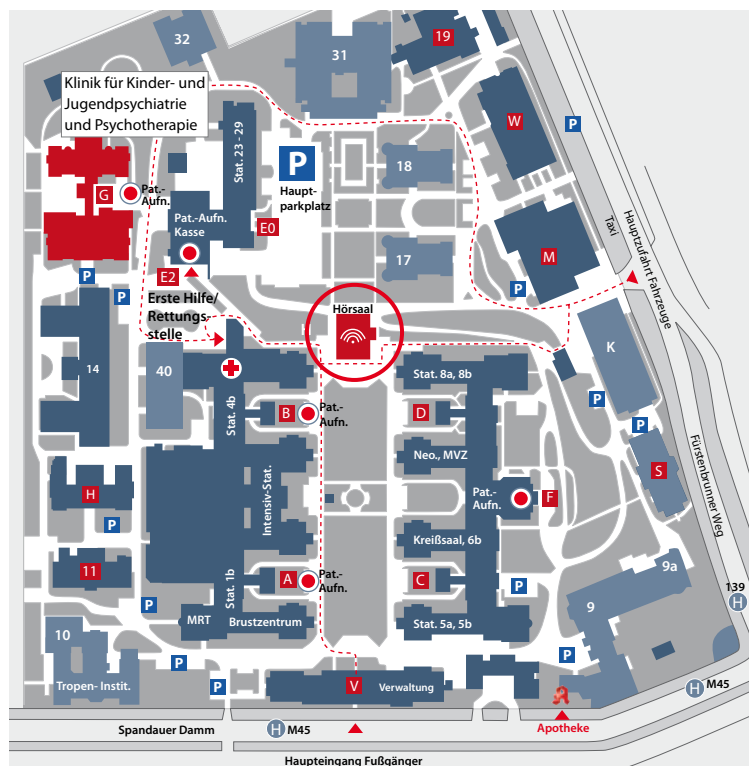 32
31
19
Klinik für Kinder- und
Jugendpsychiatrie
und Psychotherapie
W
P
Stat. 23 - 29
P
Haupt-
parkplatz
18
G
Pat.-
Aufn.
Pat.-Aufn.
Kasse
E0
M
Taxi
Hauptzufahrt Fahrzeuge
17
E2
P
P
P
Erste Hilfe/
Rettungs-
stelle
Hörsaal
K
14
40
Stat. 8a, 8b
P
Stat. 4b
B
Pat.-
Aufn.
D
P
Neo., MVZ
S
Fürstenbrunner Weg
H
Intensiv-Stat.
Pat.-
Aufn.
F
P
Kreißsaal, 6b
11
Stat. 1b
A
Pat.-
Aufn.
C
P
9a
139
H
P
9
MRT
Brustzentrum
Stat. 5a, 5b
10
P
P
Tropen- Instit.
P
V
Verwaltung
H
M45
Spandauer Damm
H
M45
Apotheke
Haupteingang Fußgänger